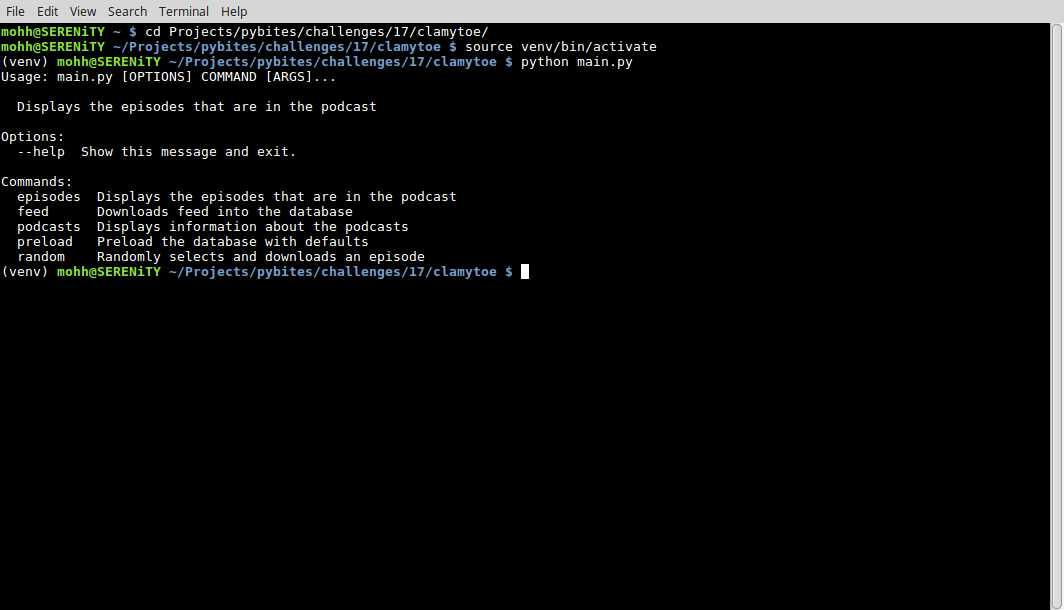 File Edit View Search Terminal Help
mohh@SERENiTY ~ $ cd Projects/pybites/challenges/17/clamytoe/
mohh@SERENiTY ~/Projects/pybites/challenges/17/clamytoe $ source venv/bin/activate
(venv) mohh@SERENiTY ~/Projects/pybites/challenges/17/clamytoe $ python main.py
Usage: main.py [OPTIONS] COMMAND [ARGS]...
  Displays the episodes that are in the podcast
Options:
  --help  Show this message and exit.
Commands:
  episodes  Displays the episodes that are in the podcast
  feed      Downloads feed into the database
  podcasts  Displays information about the podcasts
  preload   Preload the database with defaults
  random    Randomly selects and downloads an episode
(venv) mohh@SERENiTY ~/Projects/pybites/challenges/17/clamytoe $